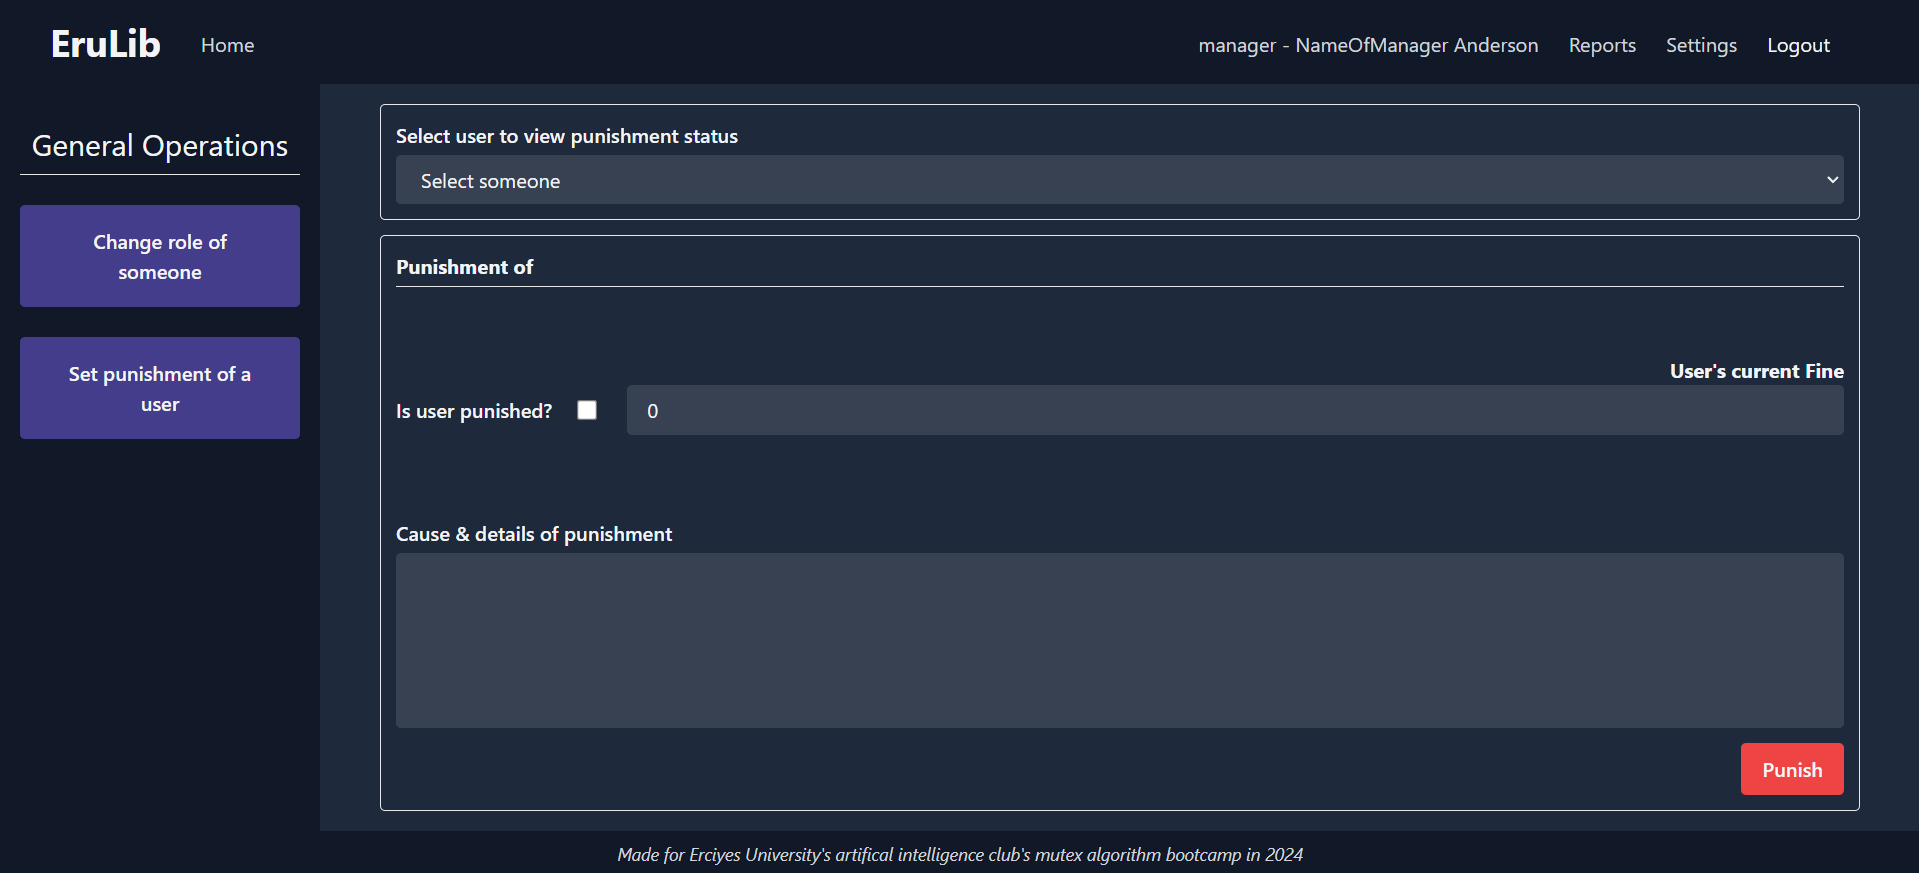 EruLib
Home
manager - NameOfManager Anderson
Reports
Settings
Logout
General Operations
Change role of
someone
Set punishment of a
user
Select user to view punishment status
Select someone
Punishment of
User's current Fine
Is user punished?
0
Cause & details of punishment
Punish
Made for Erciyes University's artifical intelligence club's mutex algorithm bootcamp in 2024